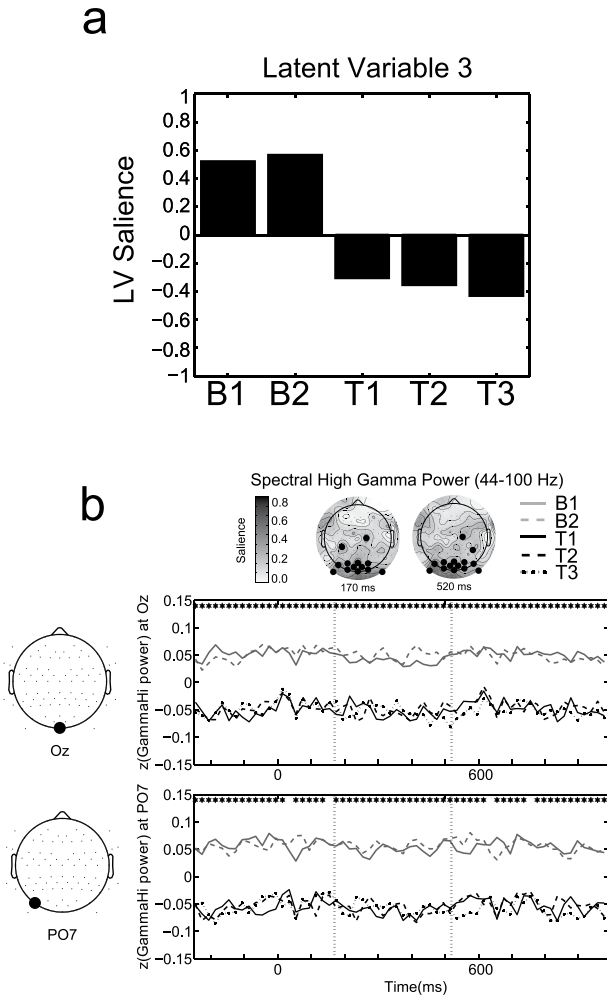 a
Latent Variable 3
LV Salience
1
0.8
0.6
0.4
0.2
0
−0.2
−0.4
−0.6
−0.8
−1
B1 B2 T1 T2 T3
b
Spectral High Gamma Power (44-100 Hz)
Salience
0.8
0.6
0.4
0.2
0.0
170 ms
520 ms
B1
B2
T1
T2
T3
Oz
z(GammaHi power) at Oz
0.15
0.1
0.05
0
−0.05
−0.1
−0.15
0 600
PO7
z(GammaHi power) at PO7
0.15
0.1
0.05
0
−0.05
−0.1
−0.15
0 600
Time(ms)